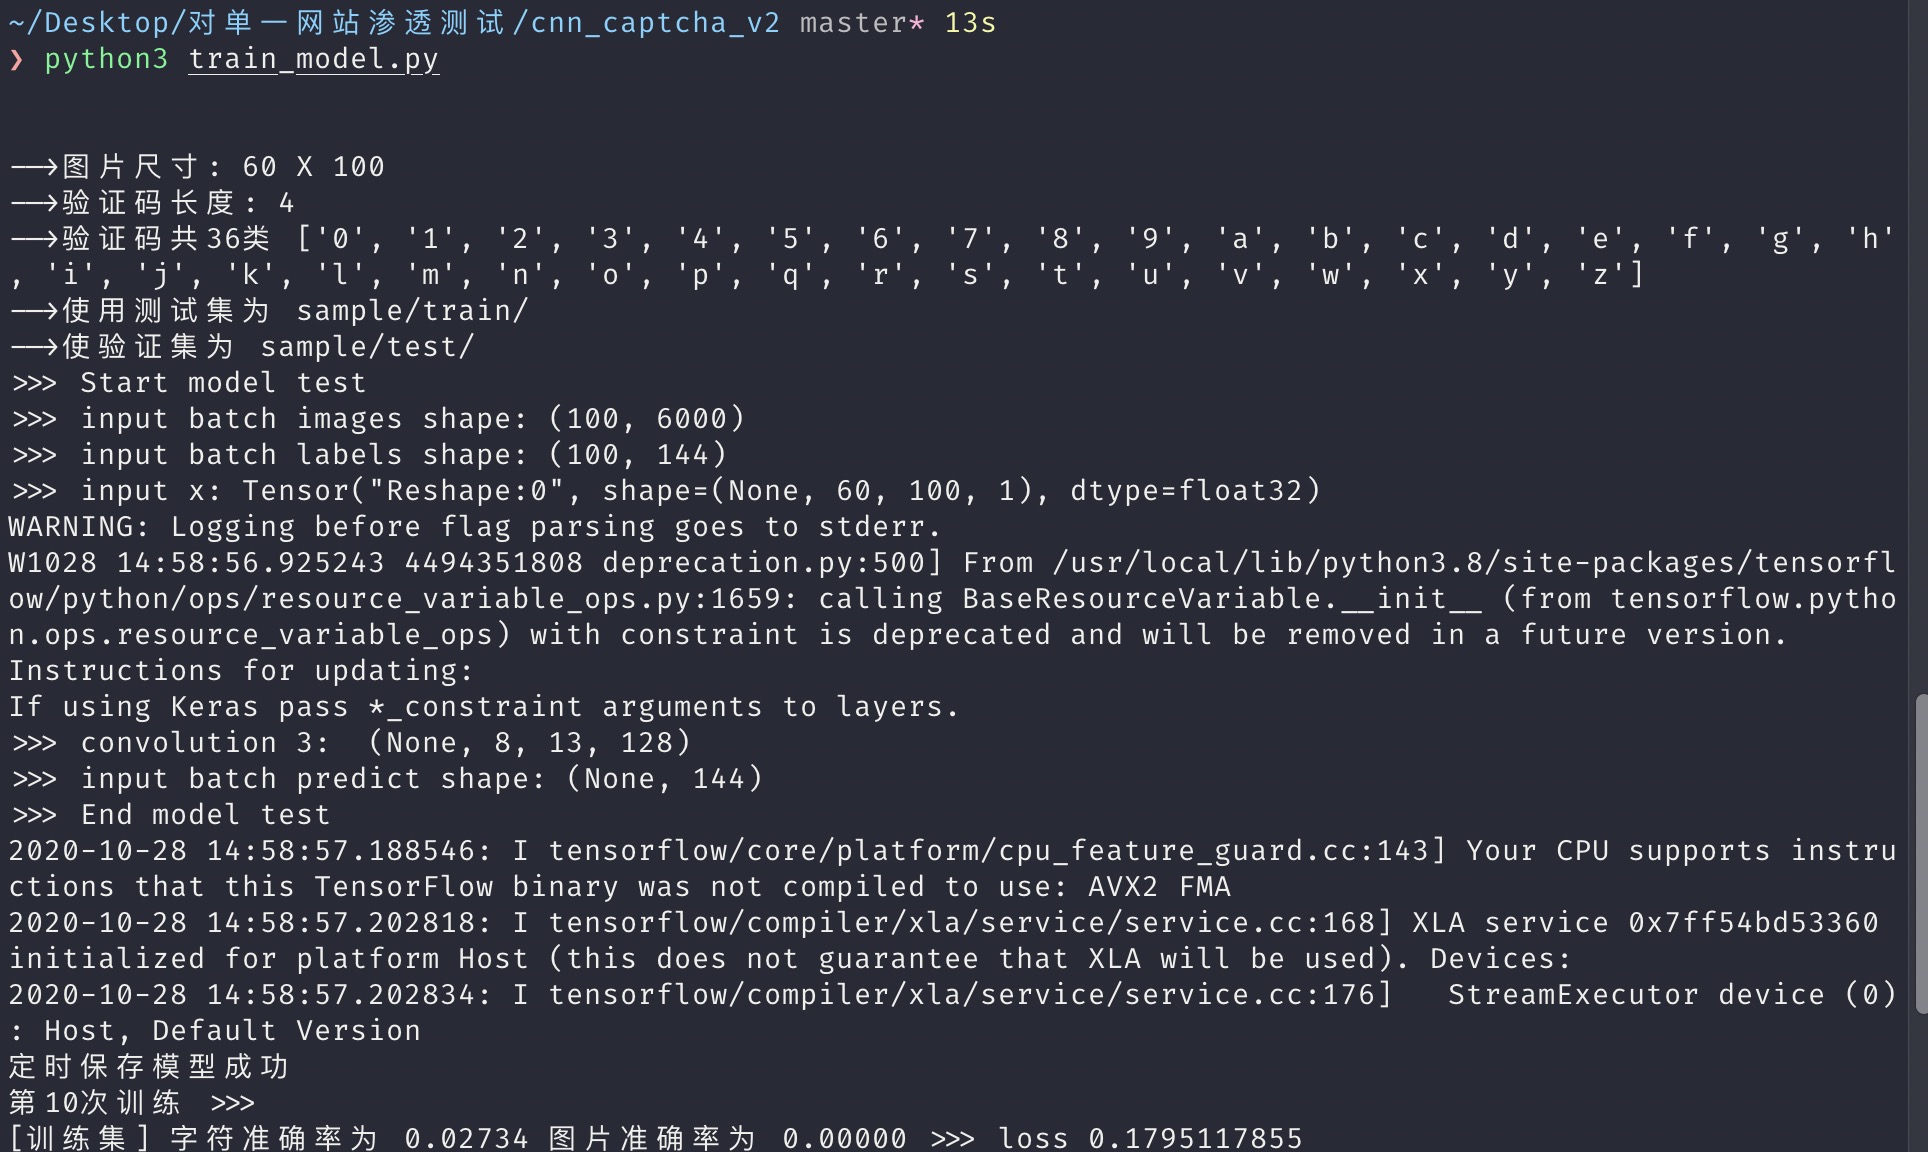 ~/Desktop/对单一网站渗透测试/cnn_captcha_v2 master* 13s
❯ python3 train_model.py
—→图片尺寸: 60 X 100
—→验证码长度: 4
—→验证码共36类 ['0', '1', '2', '3', '4', '5', '6', '7', '8', '9', 'a', 'b', 'c', 'd', 'e', 'f', 'g', 'h'
, 'i', 'j', 'k', 'l', 'm', 'n', 'o', 'p', 'q', 'r', 's', 't', 'u', 'v', 'w', 'x', 'y', 'z']
—→使用测试集为 sample/train/
—→使验证集为 sample/test/
>>> Start model test
>>> input batch images shape: (100, 6000)
>>> input batch labels shape: (100, 144)
>>> input x: Tensor("Reshape:0", shape=(None, 60, 100, 1), dtype=float32)
WARNING: Logging before flag parsing goes to stderr.
W1028 14:58:56.925243 4494351808 deprecation.py:500] From /usr/local/lib/python3.8/site-packages/tensorfl
ow/python/ops/resource_variable_ops.py:1659: calling BaseResourceVariable.__init__ (from tensorflow.pytho
n.ops.resource_variable_ops) with constraint is deprecated and will be removed in a future version.
Instructions for updating:
If using Keras pass *_constraint arguments to layers.
>>> convolution 3:  (None, 8, 13, 128)
>>> input batch predict shape: (None, 144)
>>> End model test
2020-10-28 14:58:57.188546: I tensorflow/core/platform/cpu_feature_guard.cc:143] Your CPU supports instru
ctions that this TensorFlow binary was not compiled to use: AVX2 FMA
2020-10-28 14:58:57.202818: I tensorflow/compiler/xla/service/service.cc:168] XLA service 0x7ff54bd53360
initialized for platform Host (this does not guarantee that XLA will be used). Devices:
2020-10-28 14:58:57.202834: I tensorflow/compiler/xla/service/service.cc:176]   StreamExecutor device (0)
: Host, Default Version
定时保存模型成功
第10次训练 >>>
[训练集] 字符准确率为 0.02734 图片准确率为 0.00000 >>> loss 0.1795117855